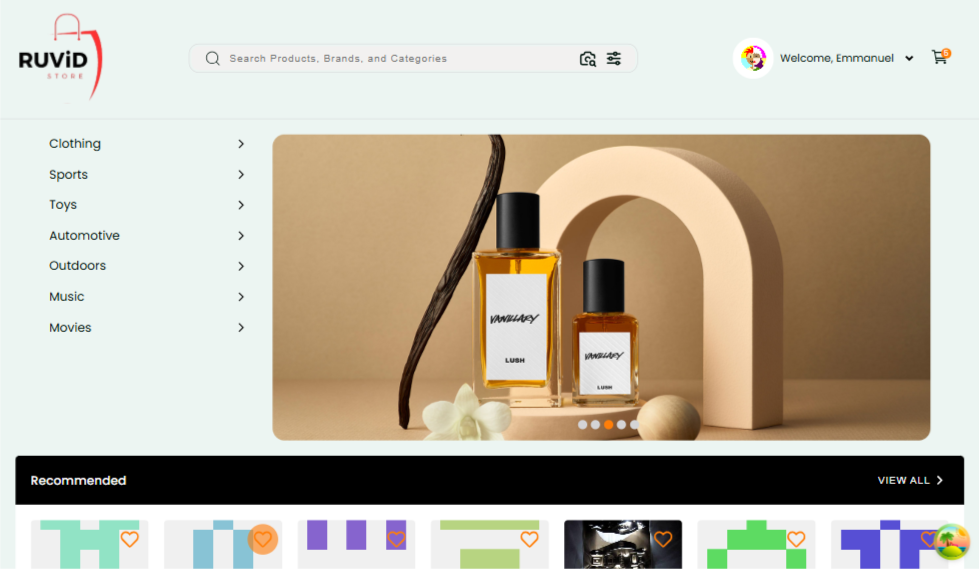 RUViD
STORE
Search Products, Brands, and Categories
Welcome, Emmanuel
6
Clothing
Sports
Toys
Automotive
Outdoors
Music
Movies
VANILLARY
LUSH
VANILLARY
LUSH
Recommended
VIEW ALL